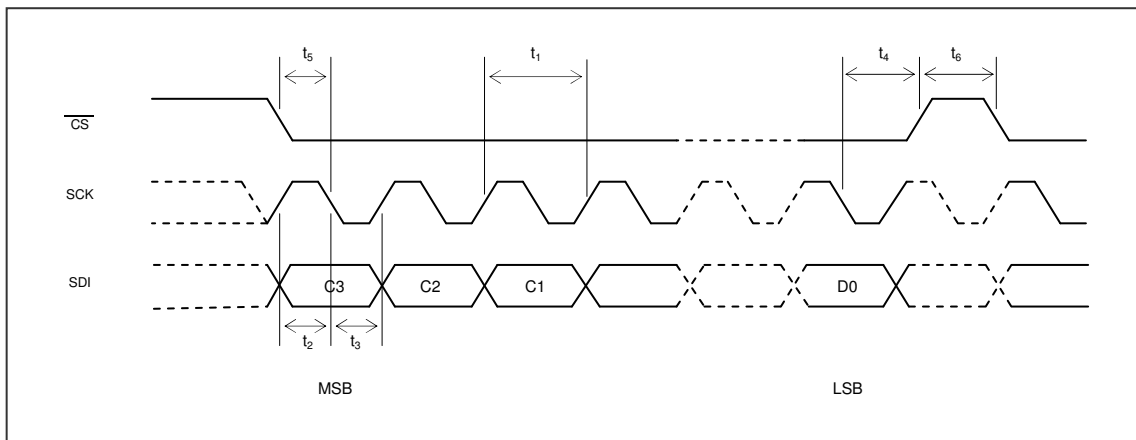 t₅ t₁ t₄ t₆
CS
SCK
SDI C3 C2 C1 D0
t₂ t₃
MSB LSB